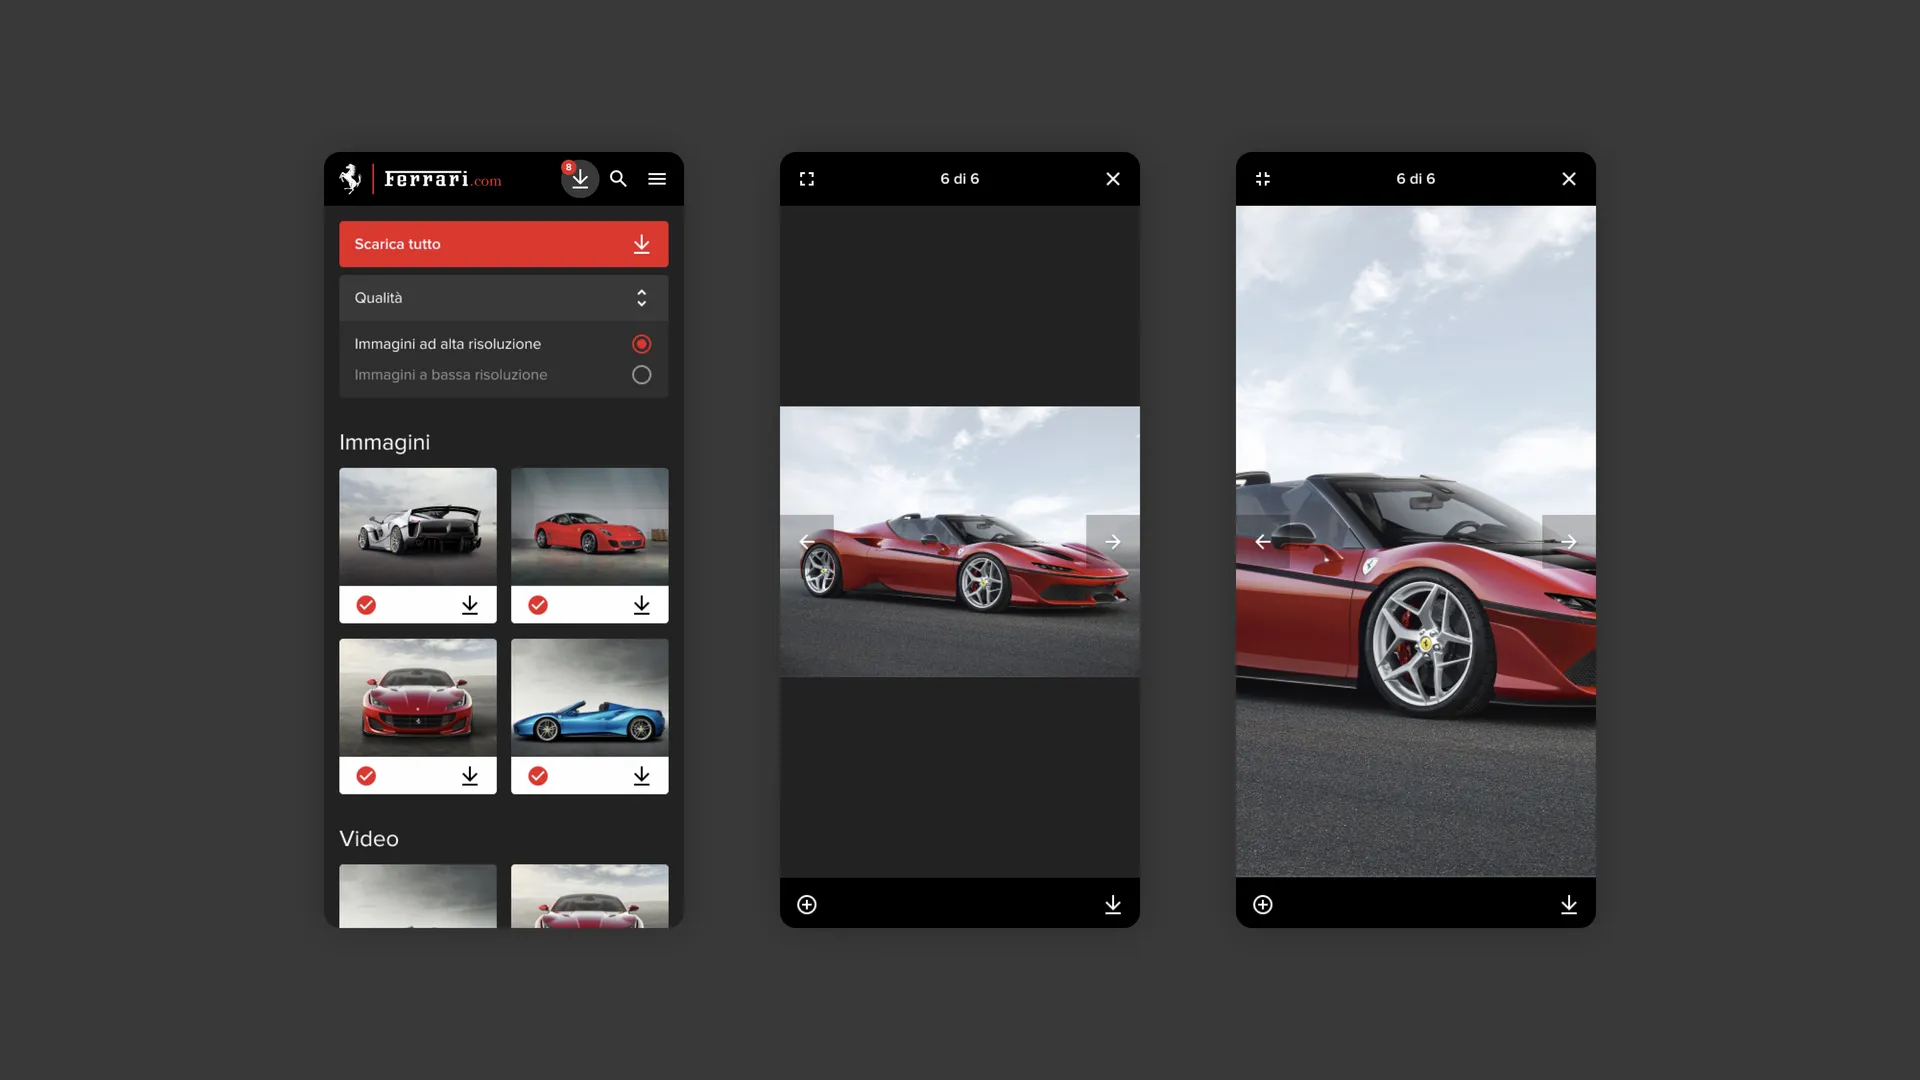 Ferrari.com
8
Scarica tutto
Qualità
Immagini ad alta risoluzione
Immagini a bassa risoluzione
Immagini
Video
6 di 6
6 di 6